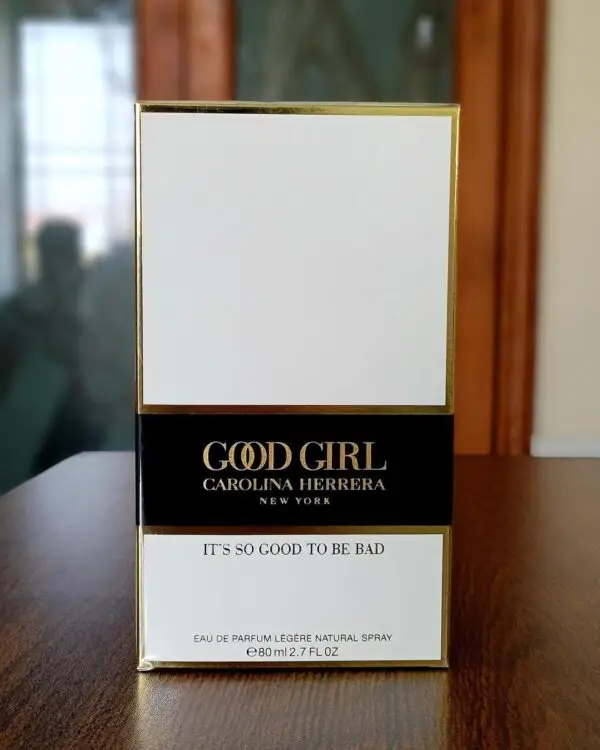 GOOD GIRL
CAROLINA HERRERA
NEW YORK
IT'S SO GOOD TO BE BAD
EAU DE PARFUM LÉGÈRE NATURAL SPRAY
℮80 ml 2.7 FL OZ